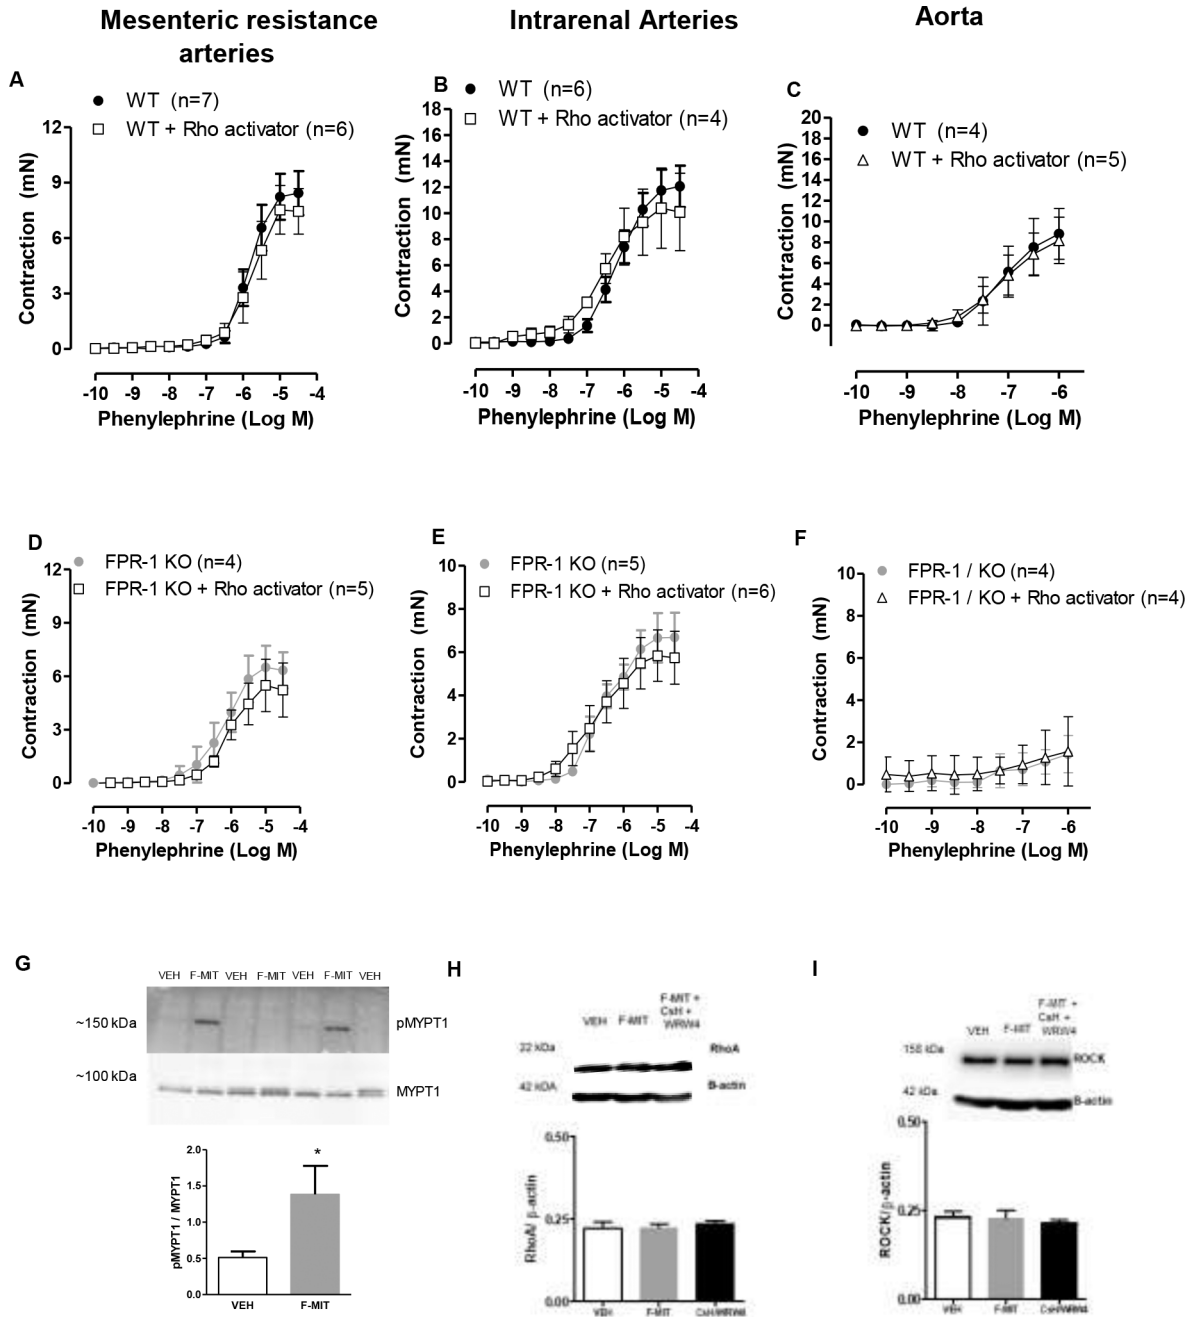 Mesenteric resistance
arteries
Intrarenal Arteries
Aorta
A
WT (n=7)
WT + Rho activator (n=6)
12
9
6
3
0
Contraction (mN)
-10 -9 -8 -7 -6 -5 -4
Phenylephrine (Log M)
B
WT (n=6)
WT + Rho activator (n=4)
18
16
14
12
10
8
6
4
2
0
Contraction (mN)
-10 -9 -8 -7 -6 -5 -4
Phenylephrine (Log M)
C
WT (n=4)
WT + Rho activator (n=5)
20
18
16
14
12
10
8
6
4
2
0
Contraction (mN)
-10 -9 -8 -7 -6
Phenylephrine (Log M)
D
FPR-1 KO (n=4)
FPR-1 KO + Rho activator (n=5)
12
9
6
3
0
Contraction (mN)
-10 -9 -8 -7 -6 -5 -4
Phenylephrine (Log M)
E
FPR-1 KO (n=5)
FPR-1 KO + Rho activator (n=6)
10
8
6
4
2
0
Contraction (mN)
-10 -9 -8 -7 -6 -5 -4
Phenylephrine (Log M)
F
FPR-1 / KO (n=4)
FPR-1 / KO + Rho activator (n=4)
10
8
6
4
2
0
Contraction (mN)
-10 -9 -8 -7 -6
Phenylephrine (Log M)
G
VEH F-MIT VEH F-MIT VEH F-MIT VEH
~150 kDa
pMYPT1
~100 kDa
MYPT1
2.0
1.5
1.0
0.5
0.0
pMYPT1 / MYPT1
*
VEH F-MIT
H
VEH F-MIT
F-MIT +
CsH +
WRW4
22 kDa
RhoA
42 kDA
B-actin
0.50
0.25
0.00
RhoA/ β-actin
VEH F-MIT CsH/WRW4
I
VEH F-MIT
F-MIT +
CsH +
WRW4
158 kDa
ROCK
42 kDa
B-actin
0.50
0.25
0.00
ROCK/β-actin
VEH F-MIT CsH/WRW4